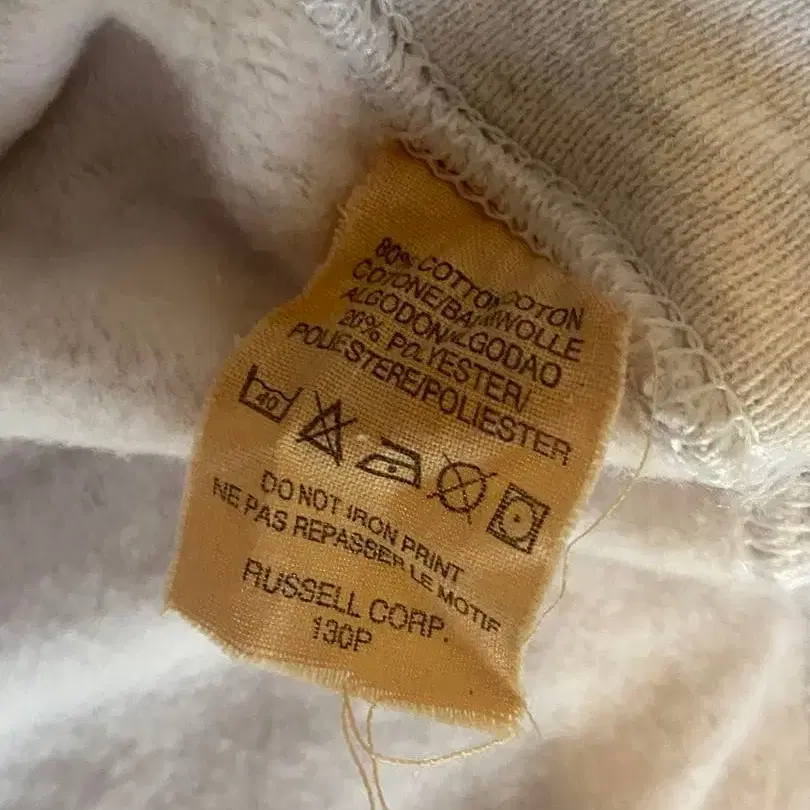 80% COTTON/COTON
COTONE/BAUMWOLLE
ALGODON/ALGODAO
20% POLYESTER/
POLIESTERE/POLIESTER
40
DO NOT IRON PRINT
NE PAS REPASSER LE MOTIF
RUSSELL CORP.
130P